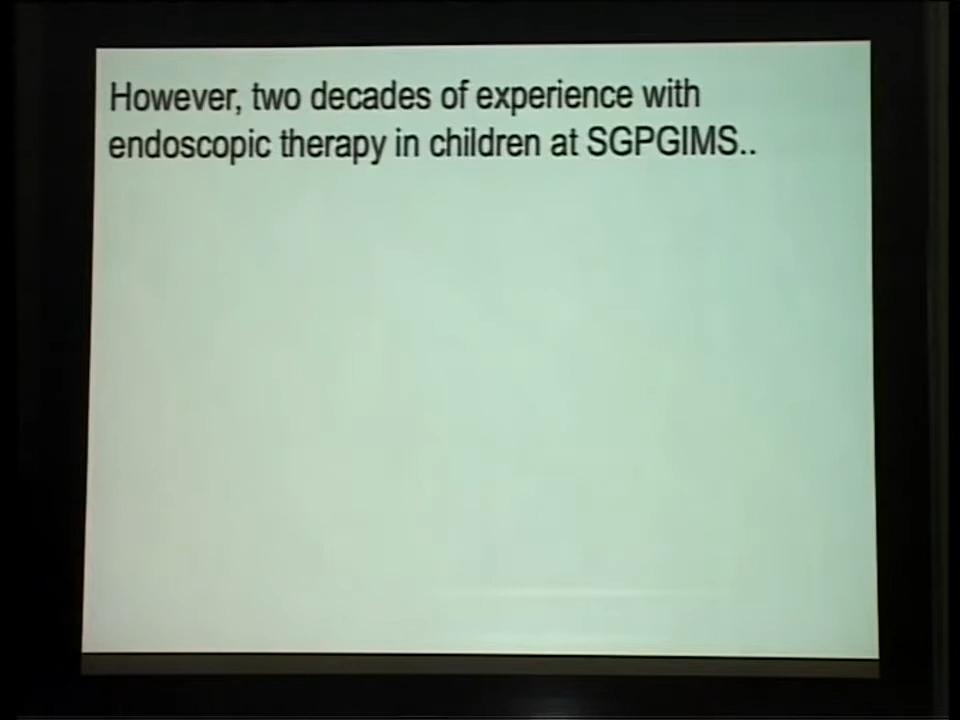 However, two decades of experience with
endoscopic therapy in children at SGPGIMS..